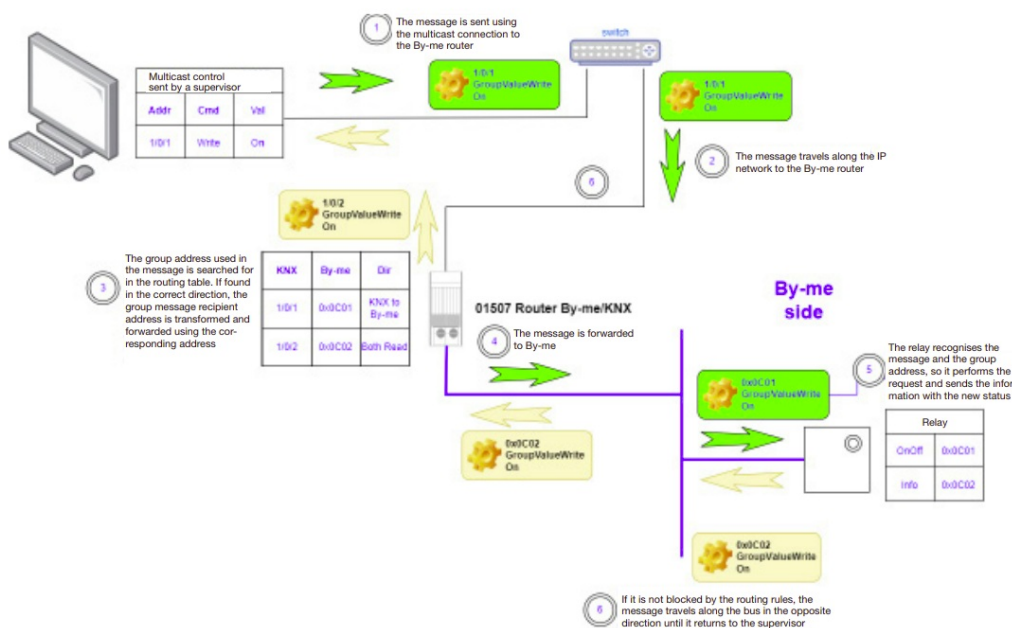 1
The message is sent using
the multicast connection to
the By-me router
switch
Multicast control
sent by a supervisor
Addr Cmd Val
1/0/1 Write On
1/0/1
GroupValueWrite
On
1/0/1
GroupValueWrite
On
2
The message travels along the IP
network to the By-me router
6
1/0/2
GroupValueWrite
On
3
The group address used in
the message is searched for
in the routing table. If found
in the correct direction, the
group message recipient
address is transformed and
forwarded using the cor-
responding address
KNX By-me Dir
1/0/1 0x0C01 KNX to
By-me
1/0/2 0x0C02 Both Read
01507 Router By-me/KNX
By-me
side
4
The message is forwarded
to By-me
0x0C01
GroupValueWrite
On
5
The relay recognises the
message and the group
address, so it performs the
request and sends the infor
mation with the new status
Relay
OnOff 0x0C01
Info 0x0C02
0x0C02
GroupValueWrite
On
0x0C02
GroupValueWrite
On
6
If it is not blocked by the routing rules, the
message travels along the bus in the opposite
direction until it returns to the supervisor